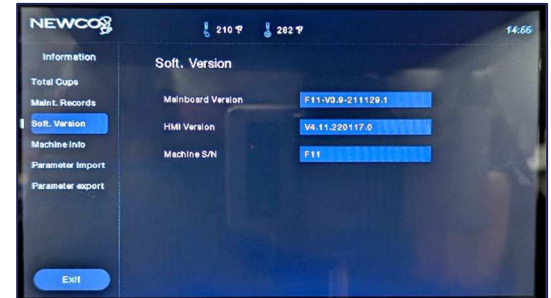 NEWCO
210 °F
282 °F
14:56
Information
Soft. Version
Total Cups
Maint. Records
Soft. Version
Machine Info
Parameter Import
Parameter export
Mainboard Version
F11-V3.9-211129.1
HMI Version
V4.11.220117.0
Machine S/N
F11
Exit